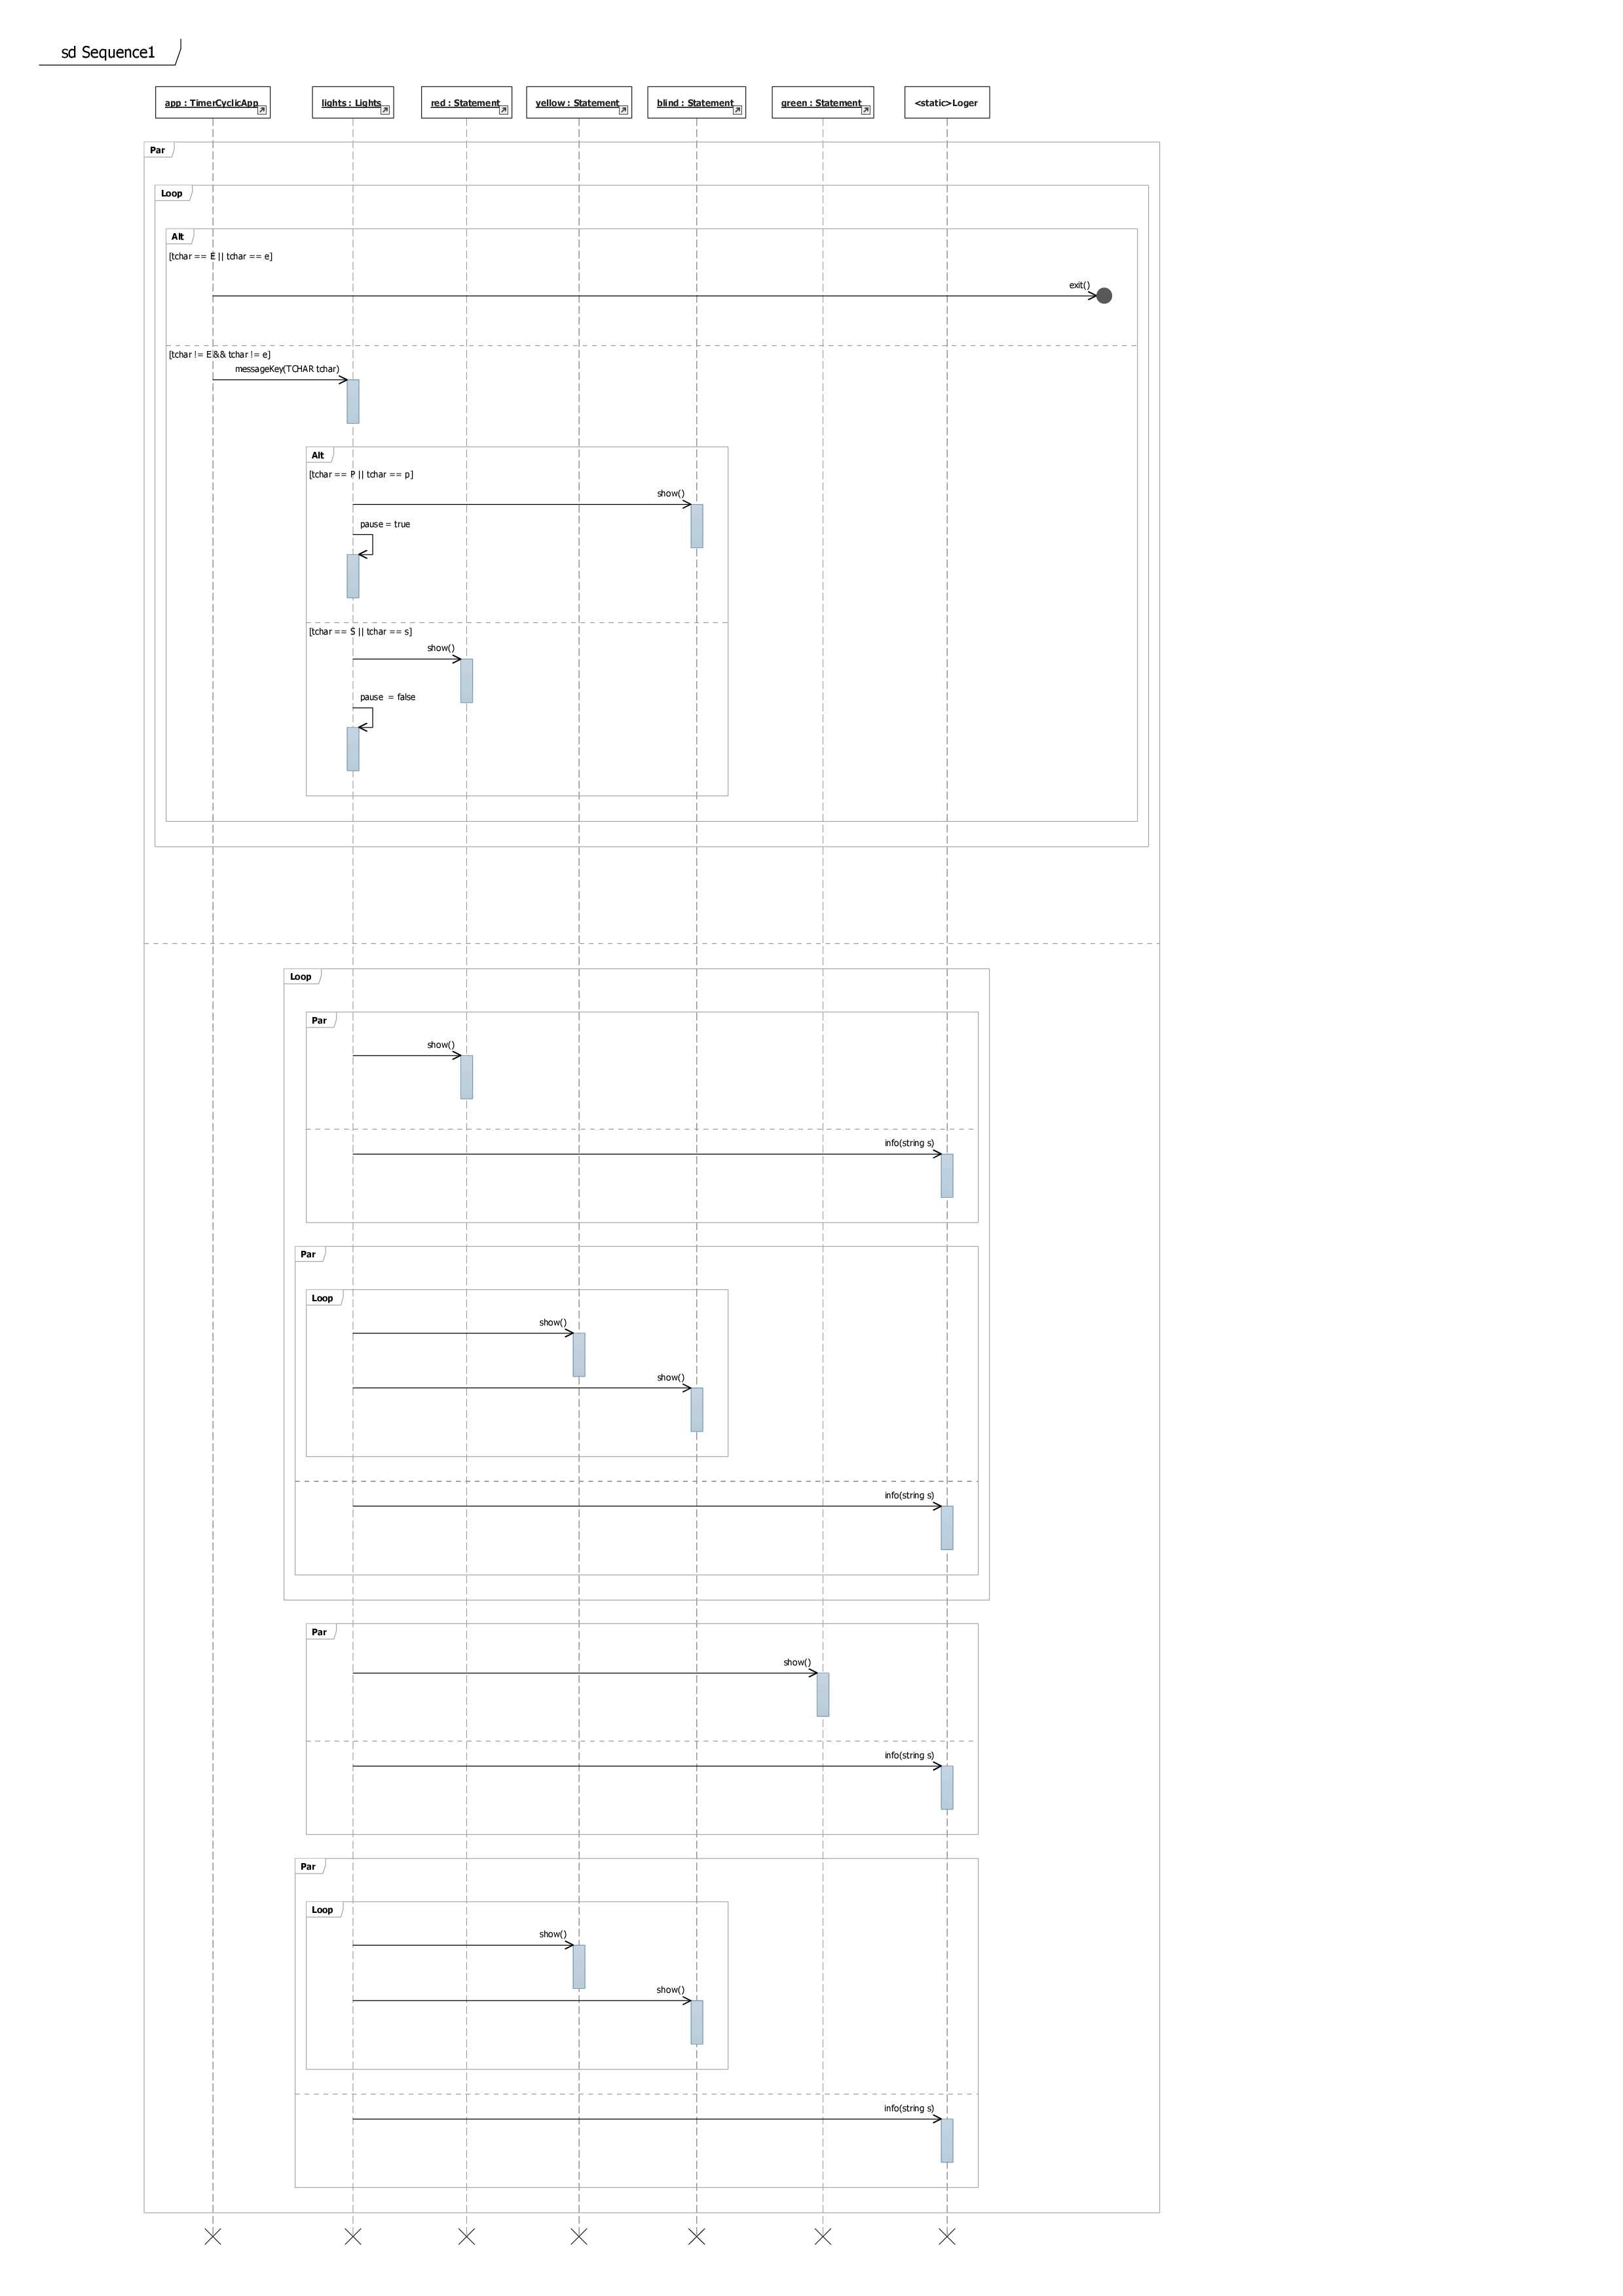 sd Sequence1
app : TimerCyclicApp
lights : Lights
red : Statement
yellow : Statement
blind : Statement
green : Statement
<static>Loger
Par
Loop
Alt
[tchar == E || tchar == e]
exit()
[tchar != E && tchar != e]
messageKey(TCHAR tchar)
Alt
[tchar == P || tchar == p]
show()
pause = true
[tchar == S || tchar == s]
show()
pause  = false
Loop
Par
show()
info(string s)
Par
Loop
show()
show()
info(string s)
Par
show()
info(string s)
Par
Loop
show()
show()
info(string s)